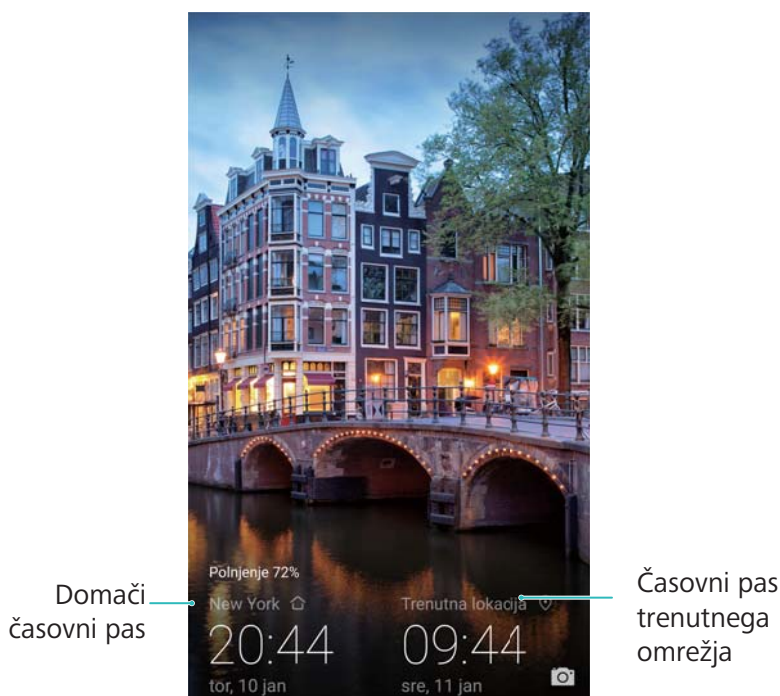 Polnjenje 72%
New York
Trenutna lokacija
20:44
09:44
tor, 10 jan
sre, 11 jan
Domači
časovni pas
Časovni pas
trenutnega
omrežja